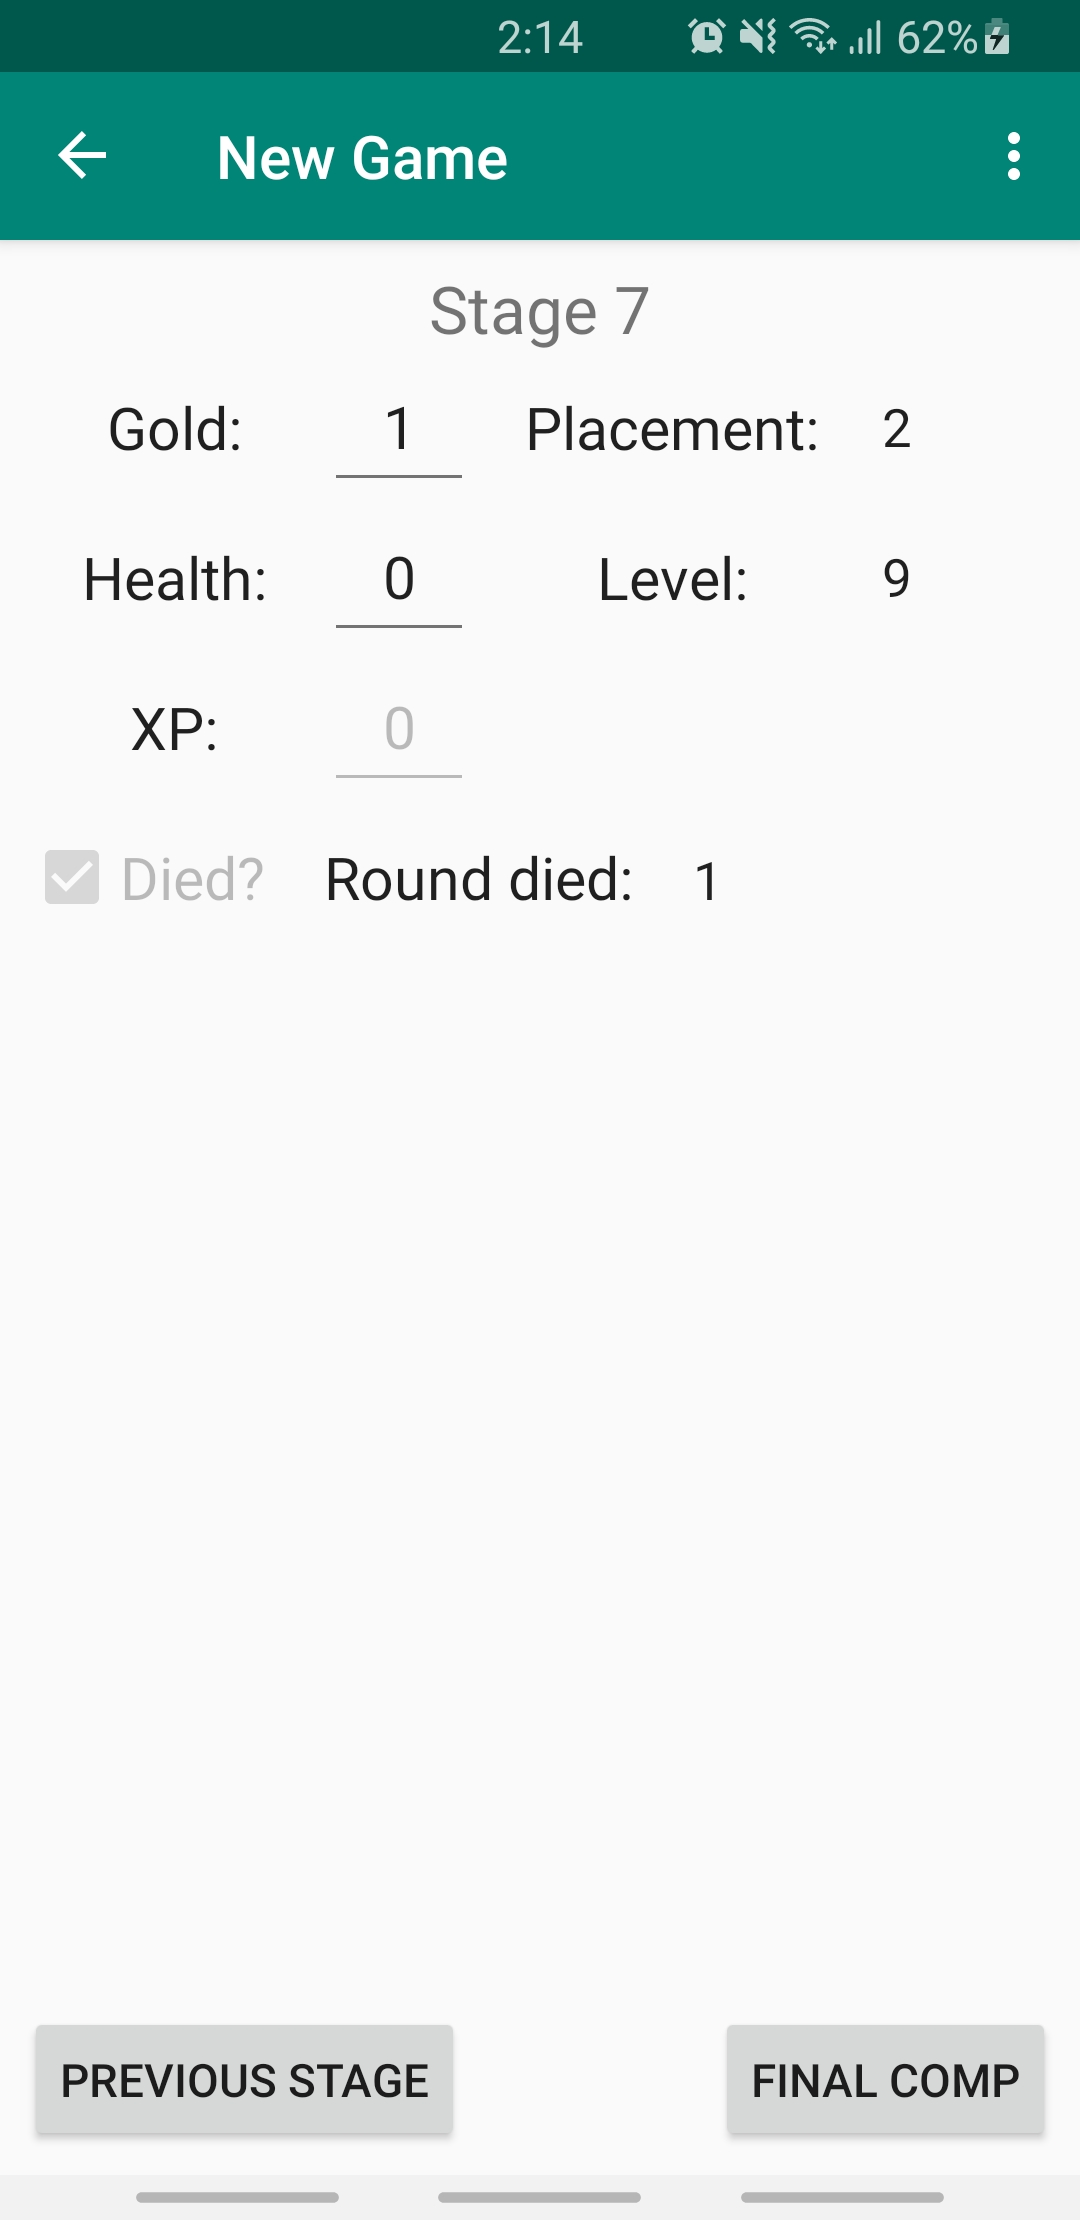 2:14 62%
New Game
Stage 7
Gold: 1 Placement: 2
Health: 0 Level: 9
XP: 0
Died? Round died: 1
PREVIOUS STAGE FINAL COMP